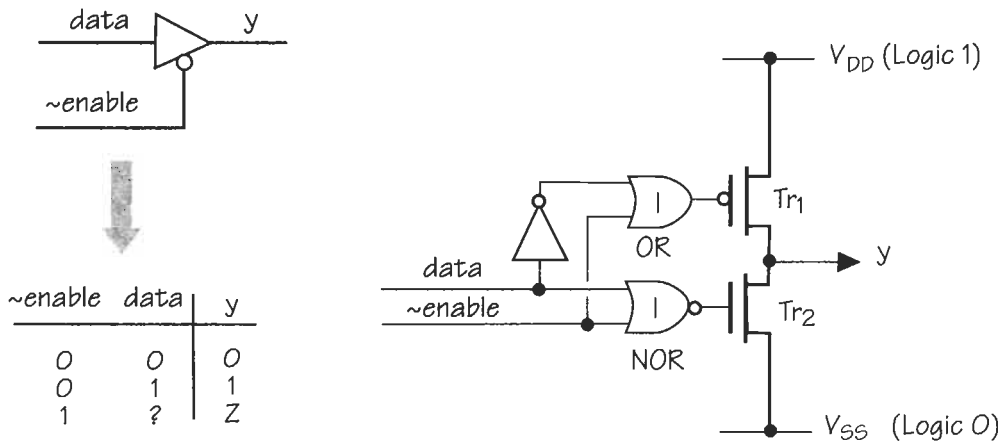 data y
~enable
~enable data y
0 0 0
0 1 1
1 ? Z
V_DD (Logic 1)
| Tr1
OR
data
~enable
y
| Tr2
NOR
V_SS (Logic 0)